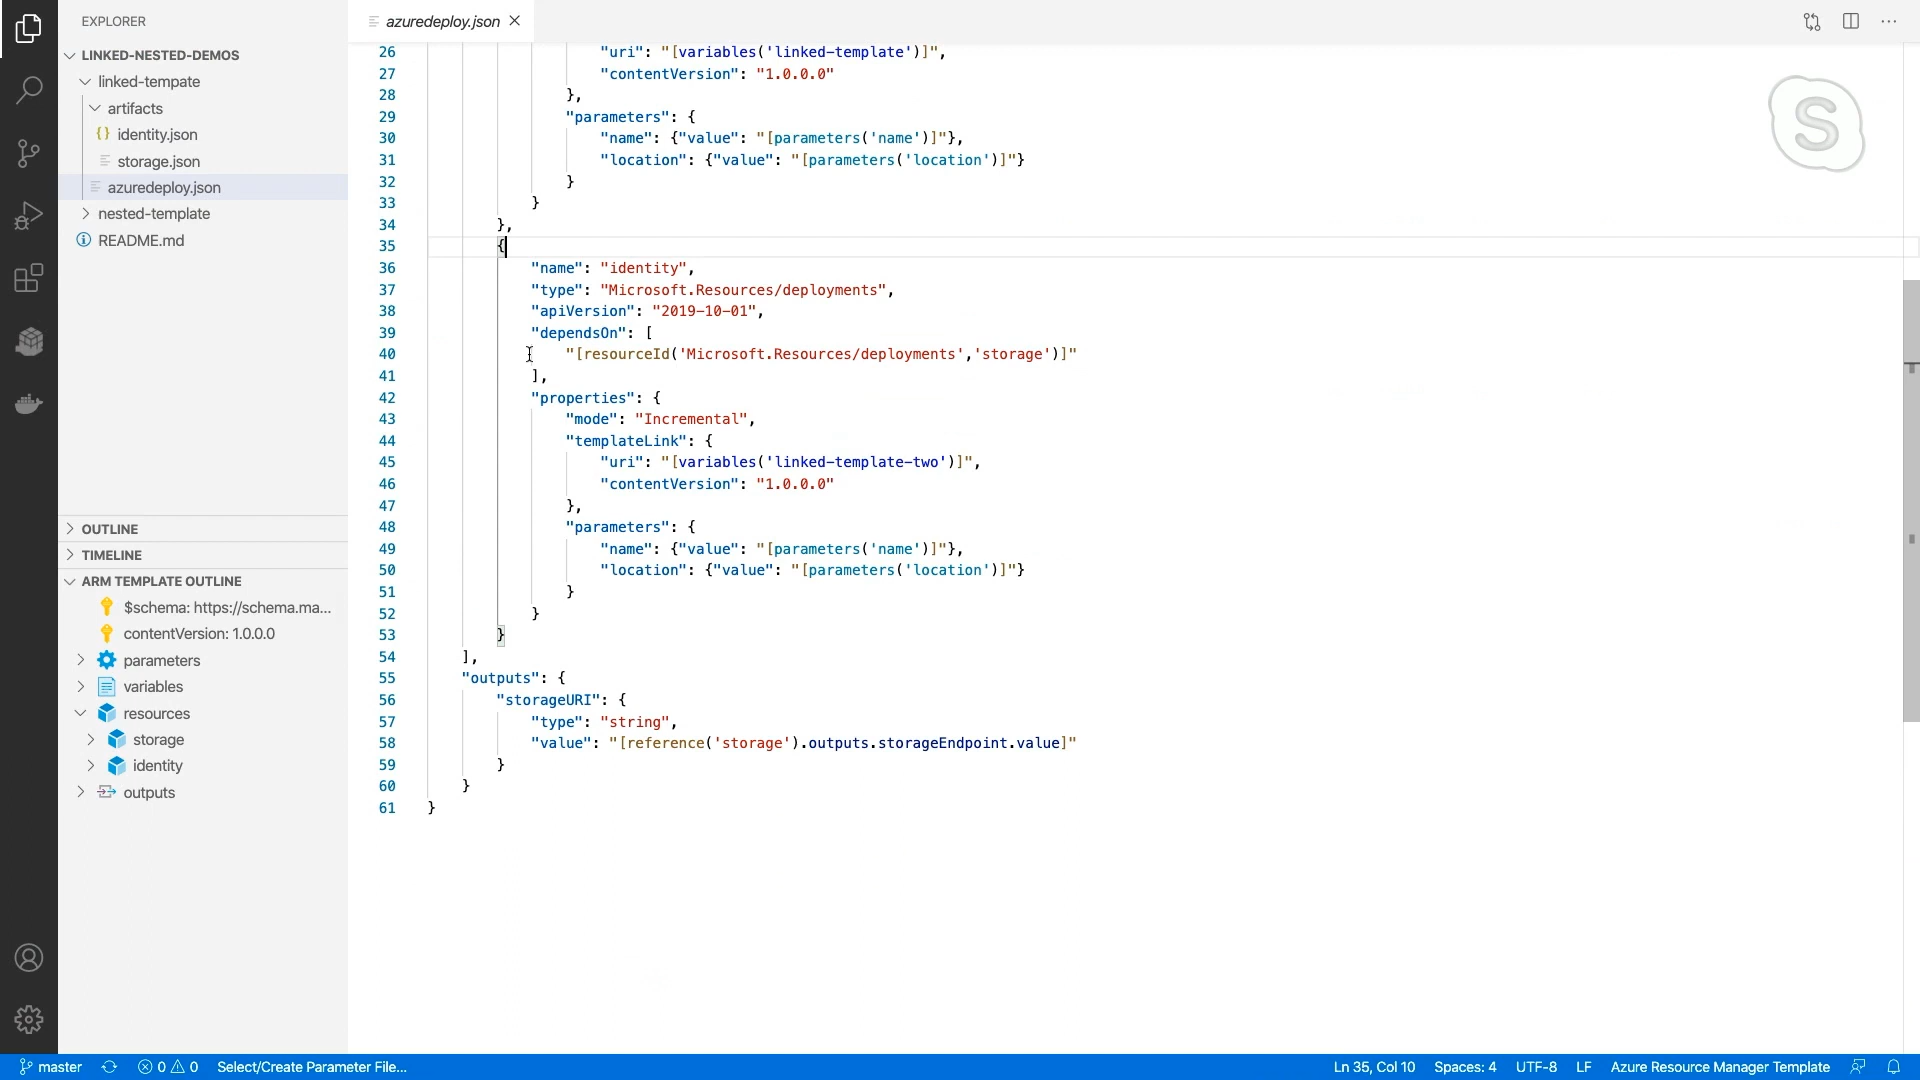 EXPLORER
LINKED-NESTED-DEMOS
linked-tempate
artifacts
identity.json
storage.json
azuredeploy.json
nested-template
README.md
OUTLINE
TIMELINE
ARM TEMPLATE OUTLINE
$schema: https://schema.ma...
contentVersion: 1.0.0.0
parameters
variables
resources
storage
identity
outputs
azuredeploy.json
26 "uri": "[variables('linked-template')]",
27 "contentVersion": "1.0.0.0"
28 },
29 "parameters": {
30 "name": {"value": "[parameters('name')]"},
31 "location": {"value": "[parameters('location')]"}
32 }
33 }
34 },
35 {
36 "name": "identity",
37 "type": "Microsoft.Resources/deployments",
38 "apiVersion": "2019-10-01",
39 "dependsOn": [
40 "[resourceId('Microsoft.Resources/deployments','storage')]"
41 ],
42 "properties": {
43 "mode": "Incremental",
44 "templateLink": {
45 "uri": "[variables('linked-template-two')]",
46 "contentVersion": "1.0.0.0"
47 },
48 "parameters": {
49 "name": {"value": "[parameters('name')]"},
50 "location": {"value": "[parameters('location')]"}
51 }
52 }
53 }
54 ],
55 "outputs": {
56 "storageURI": {
57 "type": "string",
58 "value": "[reference('storage').outputs.storageEndpoint.value]"
59 }
60 }
61 }
S
master 0 0 Select/Create Parameter File... Ln 35, Col 10 Spaces: 4 UTF-8 LF Azure Resource Manager Template